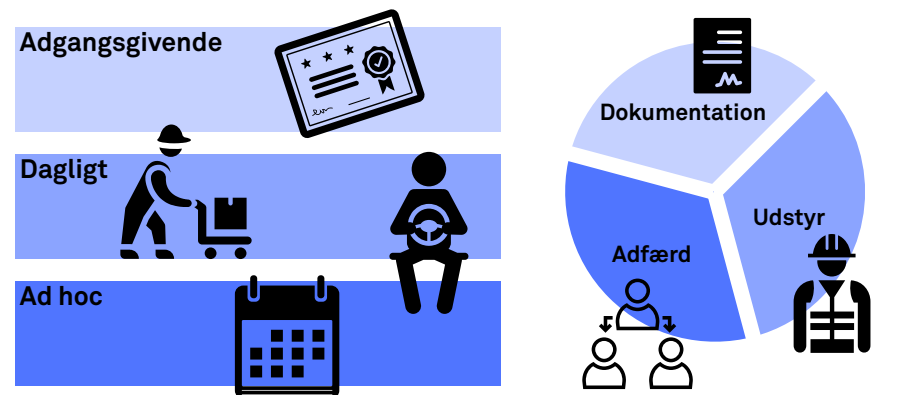 Adgangsgivende
Dagligt
Ad hoc
Dokumentation
Udstyr
Adfærd